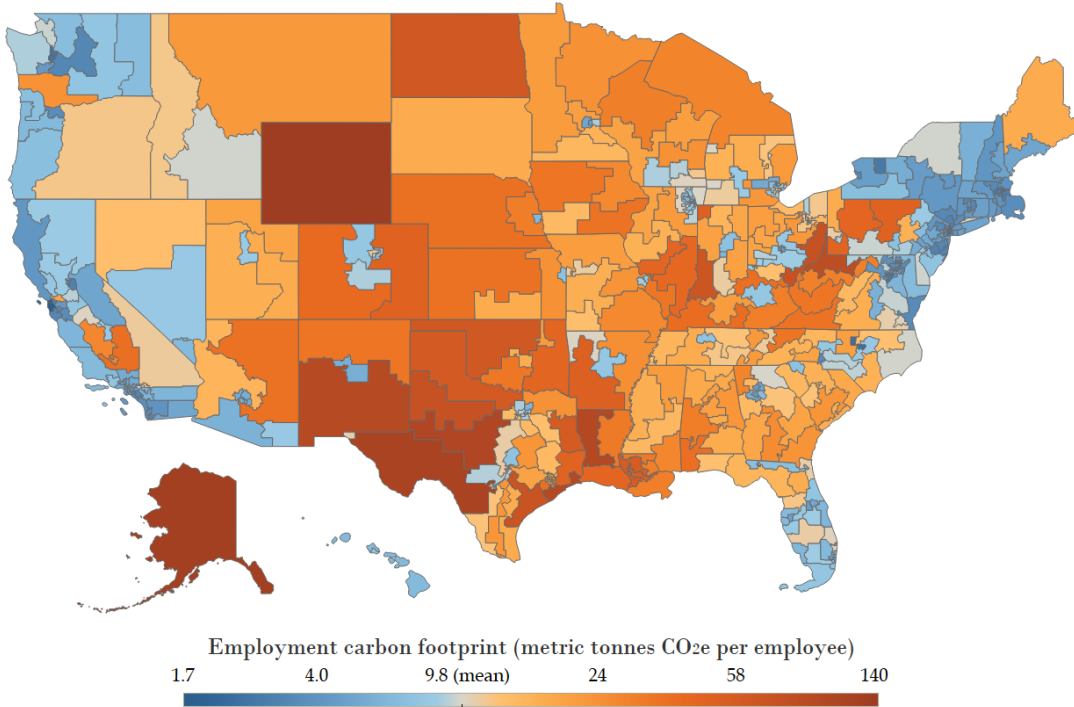 Employment carbon footprint (metric tonnes CO₂e per employee)
1.7 4.0 9.8 (mean) 24 58 140